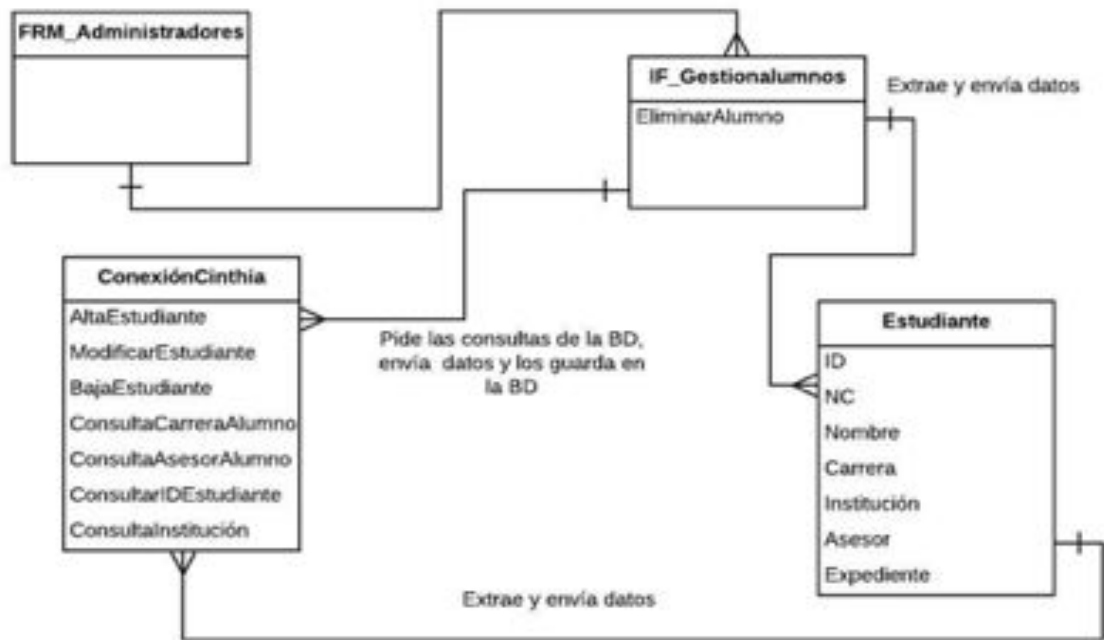 FRM_Administradores
IF_Gestionalumnos
EliminarAlumno
Extrae y envía datos
ConexiónCinthia
AltaEstudiante
ModificarEstudiante
BajaEstudiante
ConsultaCarreraAlumno
ConsultaAsesorAlumno
ConsultarIDEstudiante
ConsultaInstitución
Pide las consultas de la BD,
envía datos y los guarda en
la BD
Estudiante
ID
NC
Nombre
Carrera
Institución
Asesor
Expediente
Extrae y envía datos